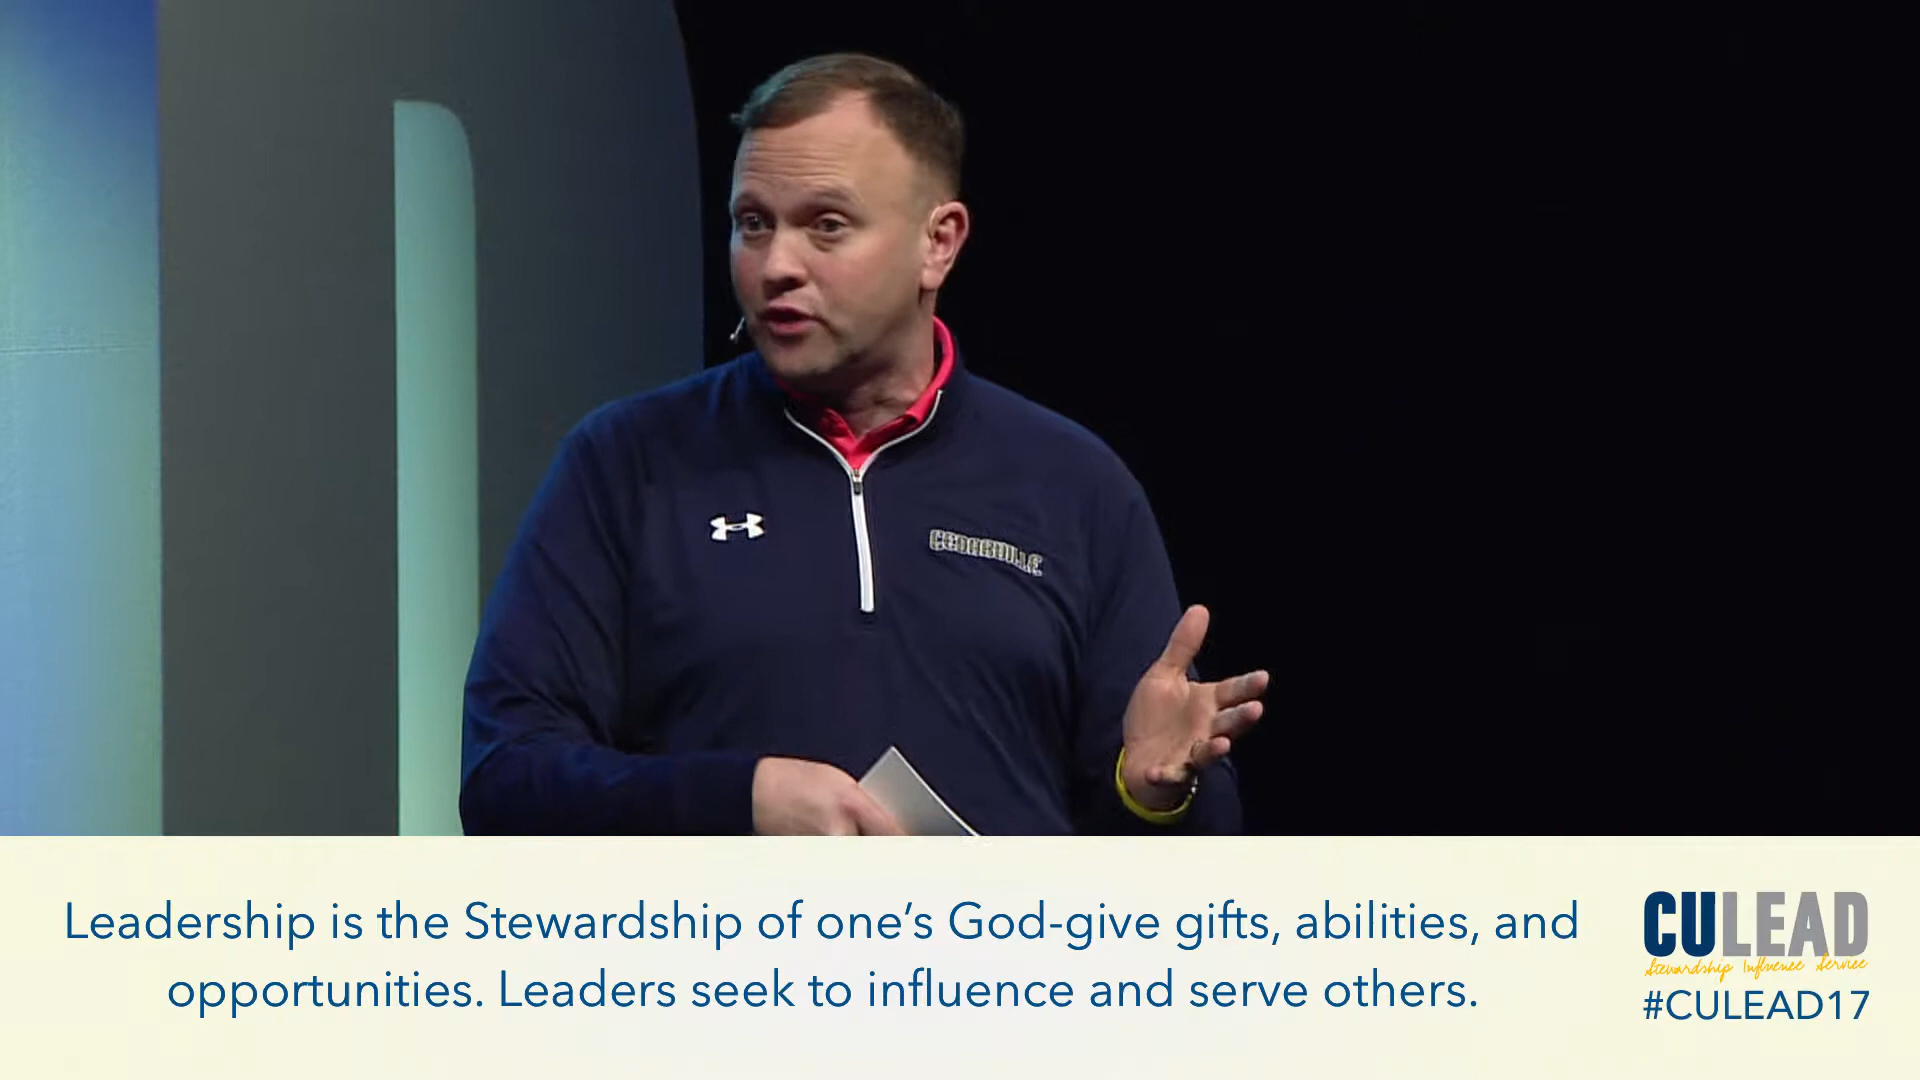 CEDARVILLE
Leadership is the Stewardship of one's God-give gifts, abilities, and
opportunities. Leaders seek to influence and serve others.
CULEAD
Stewardship Influence Service
#CULEAD17